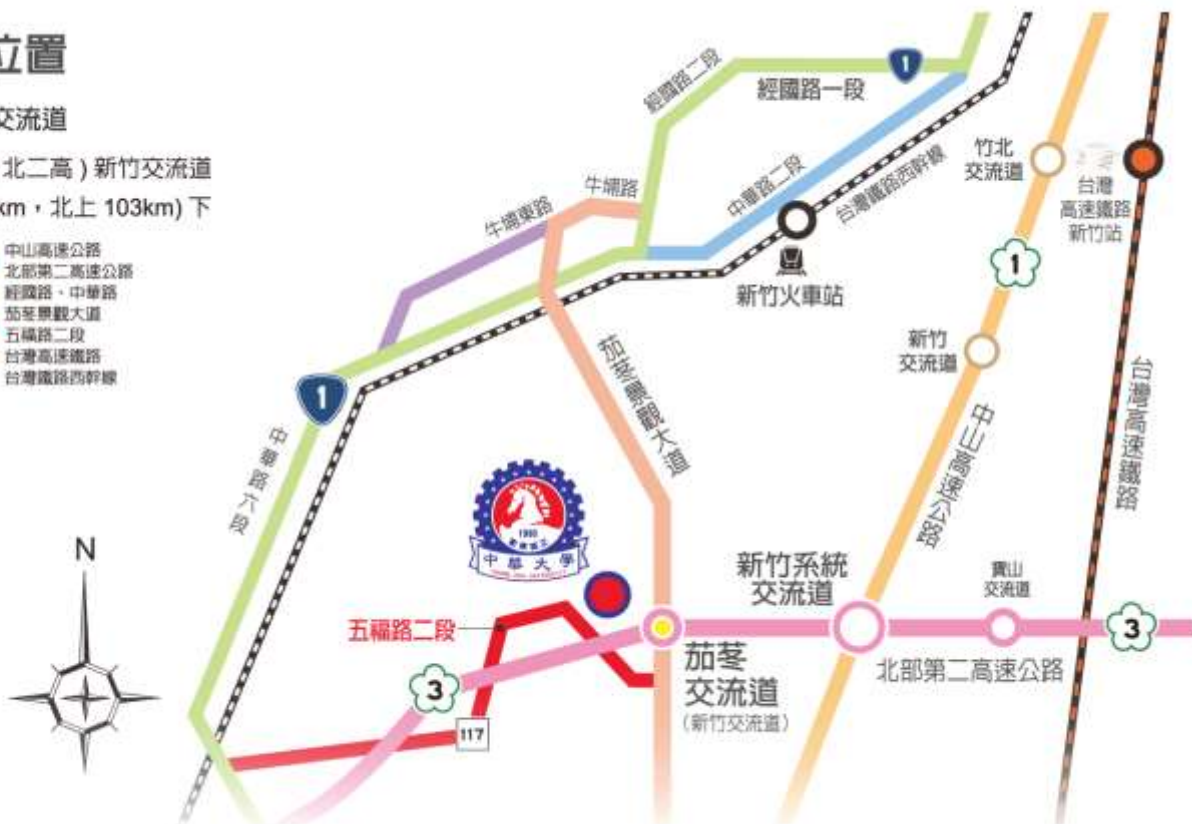 位置
交流道
北二高 ) 新竹交流道
km，北上 103km) 下
中山高速公路
北部第二高速公路
經國路、中華路
茄苳景觀大道
五福路二段
台灣高速鐵路
台灣鐵路西幹線
經國路二段
1
經國路一段
竹北
交流道
台灣
高速鐵路
新竹站
牛埔路
中華路二段
台灣鐵路西幹線
牛埔東路
1
新竹火車站
新竹
交流道
茄苳景觀大道
台灣高速鐵路
1
中山高速公路
中華路六段
1990
中華大學
N
新竹系統
交流道
寶山
交流道
五福路二段
3
茄苳
交流道
(新竹交流道)
北部第二高速公路
3
117